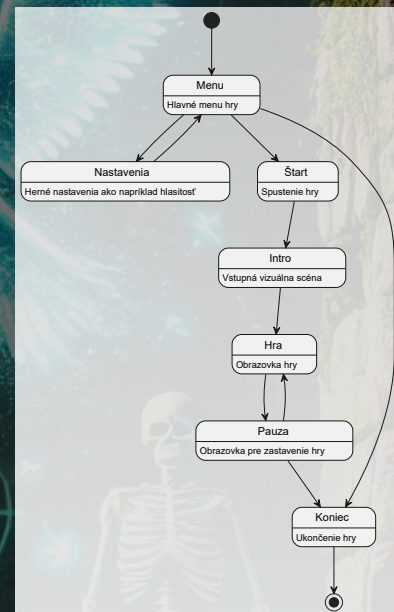 Menu
Hlavné menu hry
Nastavenia
Herné nastavenia ako napríklad hlasitosť
Štart
Spustenie hry
Intro
Vstupná vizuálna scéna
Hra
Obrazovka hry
Pauza
Obrazovka pre zastavenie hry
Koniec
Ukončenie hry